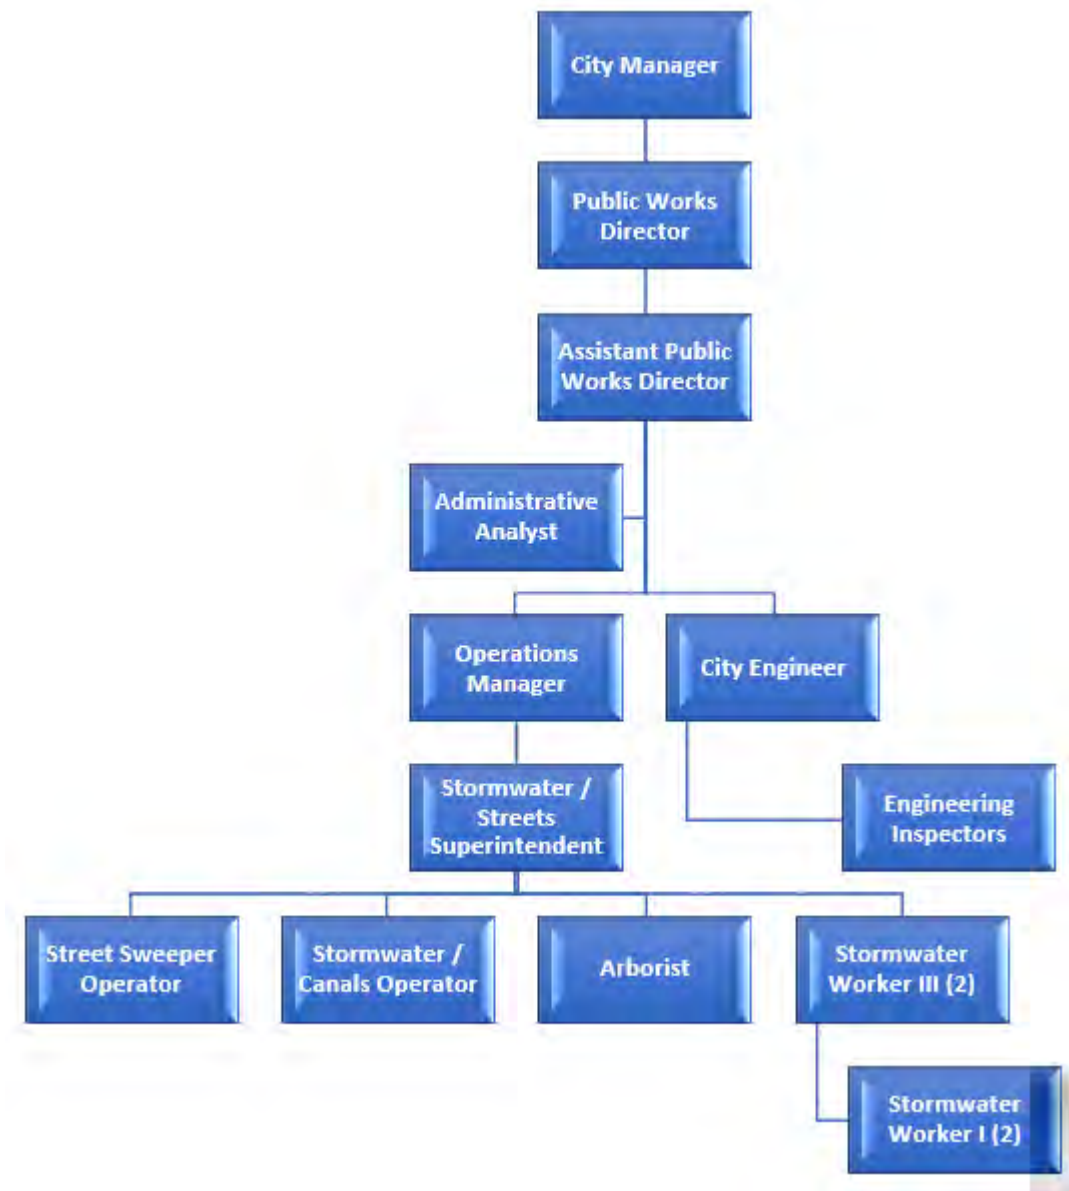 City Manager
Public Works
Director
Assistant Public
Works Director
Administrative
Analyst
Operations
Manager
City Engineer
Stormwater /
Streets
Superintendent
Engineering
Inspectors
Street Sweeper
Operator
Stormwater /
Canals Operator
Arborist
Stormwater
Worker III (2)
Stormwater
Worker I (2)